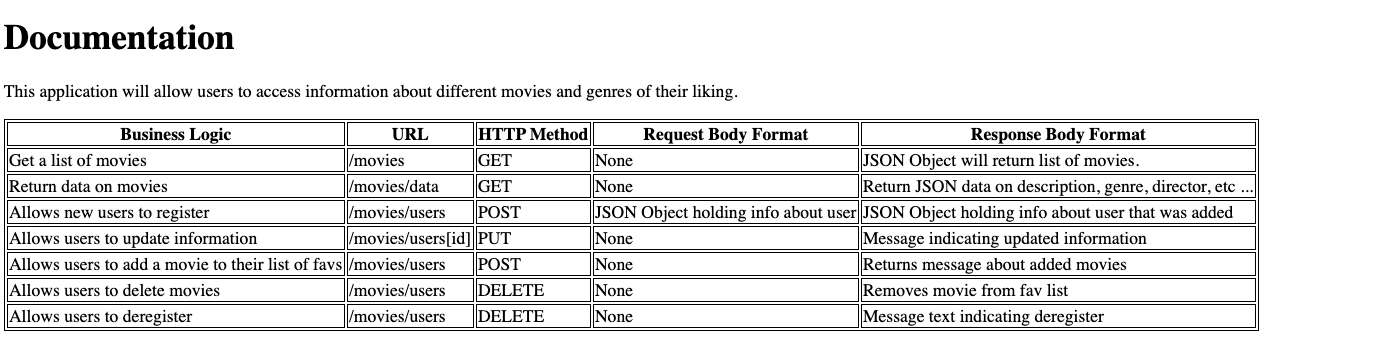 Documentation
This application will allow users to access information about different movies and genres of their liking.
Business Logic URL HTTP Method Request Body Format Response Body Format
Get a list of movies /movies GET None JSON Object will return list of movies.
Return data on movies /movies/data GET None Return JSON data on description, genre, director, etc ...
Allows new users to register /movies/users POST JSON Object holding info about user JSON Object holding info about user that was added
Allows users to update information /movies/users[id] PUT None Message indicating updated information
Allows users to add a movie to their list of favs /movies/users POST None Returns message about added movies
Allows users to delete movies /movies/users DELETE None Removes movie from fav list
Allows users to deregister /movies/users DELETE None Message text indicating deregister